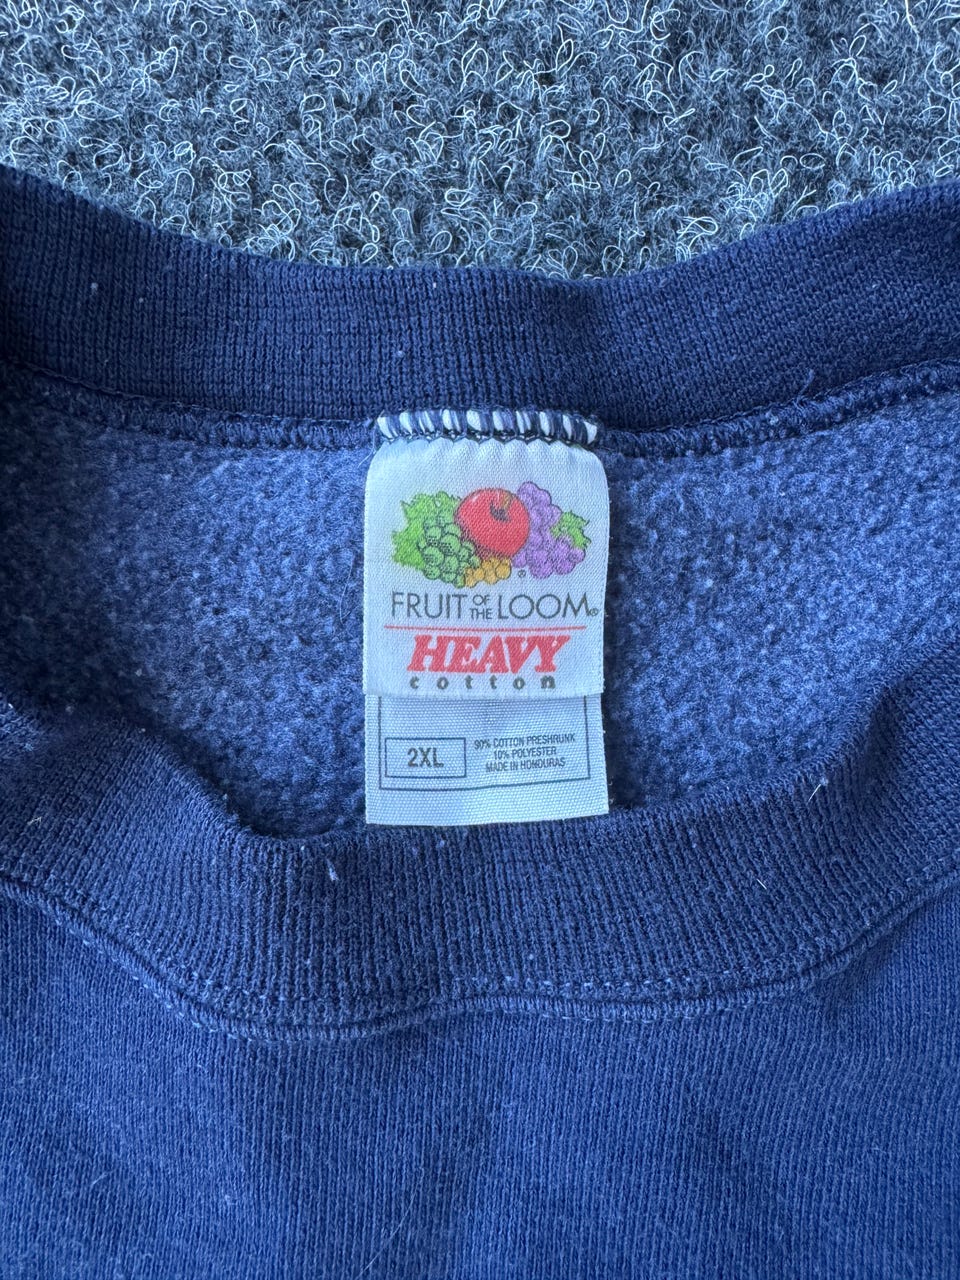 FRUIT OF THE LOOM®
HEAVY
cotton
2XL
90% COTTON PRESHRUNK
10% POLYESTER
MADE IN HONDURAS